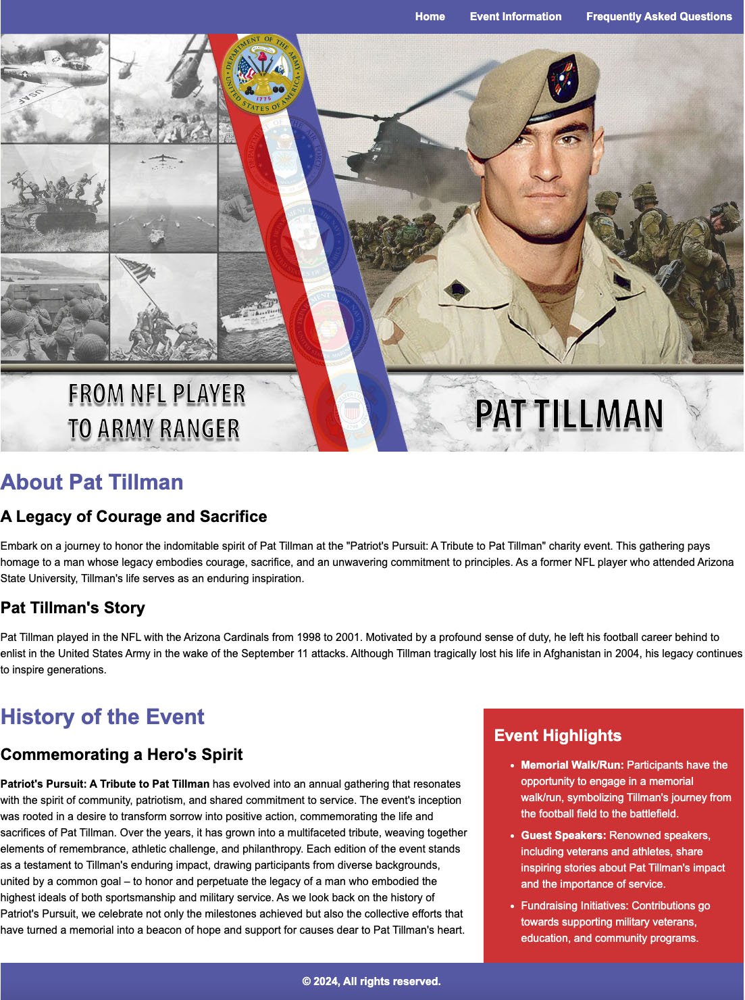 Home Event Information Frequently Asked Questions
DEPARTMENT OF THE ARMY
UNITED STATES OF AMERICA
1775
USAF
DEPARTMENT OF THE AIR FORCE
DEPARTMENT OF THE NAVY
DEPARTMENT OF THE NAVY
UNITED STATES MARINE CORPS
1790
FROM NFL PLAYER
TO ARMY RANGER
PAT TILLMAN
About Pat Tillman
A Legacy of Courage and Sacrifice
Embark on a journey to honor the indomitable spirit of Pat Tillman at the "Patriot's Pursuit: A Tribute to Pat Tillman" charity event. This gathering pays
homage to a man whose legacy embodies courage, sacrifice, and an unwavering commitment to principles. As a former NFL player who attended Arizona
State University, Tillman's life serves as an enduring inspiration.
Pat Tillman's Story
Pat Tillman played in the NFL with the Arizona Cardinals from 1998 to 2001. Motivated by a profound sense of duty, he left his football career behind to
enlist in the United States Army in the wake of the September 11 attacks. Although Tillman tragically lost his life in Afghanistan in 2004, his legacy continues
to inspire generations.
History of the Event
Commemorating a Hero's Spirit
Patriot's Pursuit: A Tribute to Pat Tillman has evolved into an annual gathering that resonates
with the spirit of community, patriotism, and shared commitment to service. The event's inception
was rooted in a desire to transform sorrow into positive action, commemorating the life and
sacrifices of Pat Tillman. Over the years, it has grown into a multifaceted tribute, weaving together
elements of remembrance, athletic challenge, and philanthropy. Each edition of the event stands
as a testament to Tillman's enduring impact, drawing participants from diverse backgrounds,
united by a common goal – to honor and perpetuate the legacy of a man who embodied the
highest ideals of both sportsmanship and military service. As we look back on the history of
Patriot's Pursuit, we celebrate not only the milestones achieved but also the collective efforts that
have turned a memorial into a beacon of hope and support for causes dear to Pat Tillman's heart.
Event Highlights
• Memorial Walk/Run: Participants have the
opportunity to engage in a memorial
walk/run, symbolizing Tillman's journey from
the football field to the battlefield.
• Guest Speakers: Renowned speakers,
including veterans and athletes, share
inspiring stories about Pat Tillman's impact
and the importance of service.
• Fundraising Initiatives: Contributions go
towards supporting military veterans,
education, and community programs.
© 2024, All rights reserved.